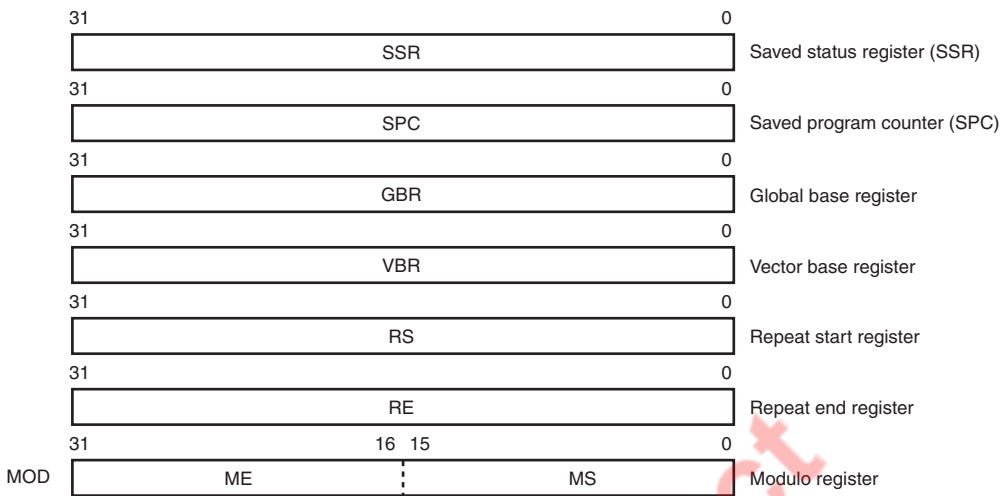 31 0
SSR Saved status register (SSR)
31 0
SPC Saved program counter (SPC)
31 0
GBR Global base register
31 0
VBR Vector base register
31 0
RS Repeat start register
31 0
RE Repeat end register
31 16 15 0
MOD ME MS Modulo register